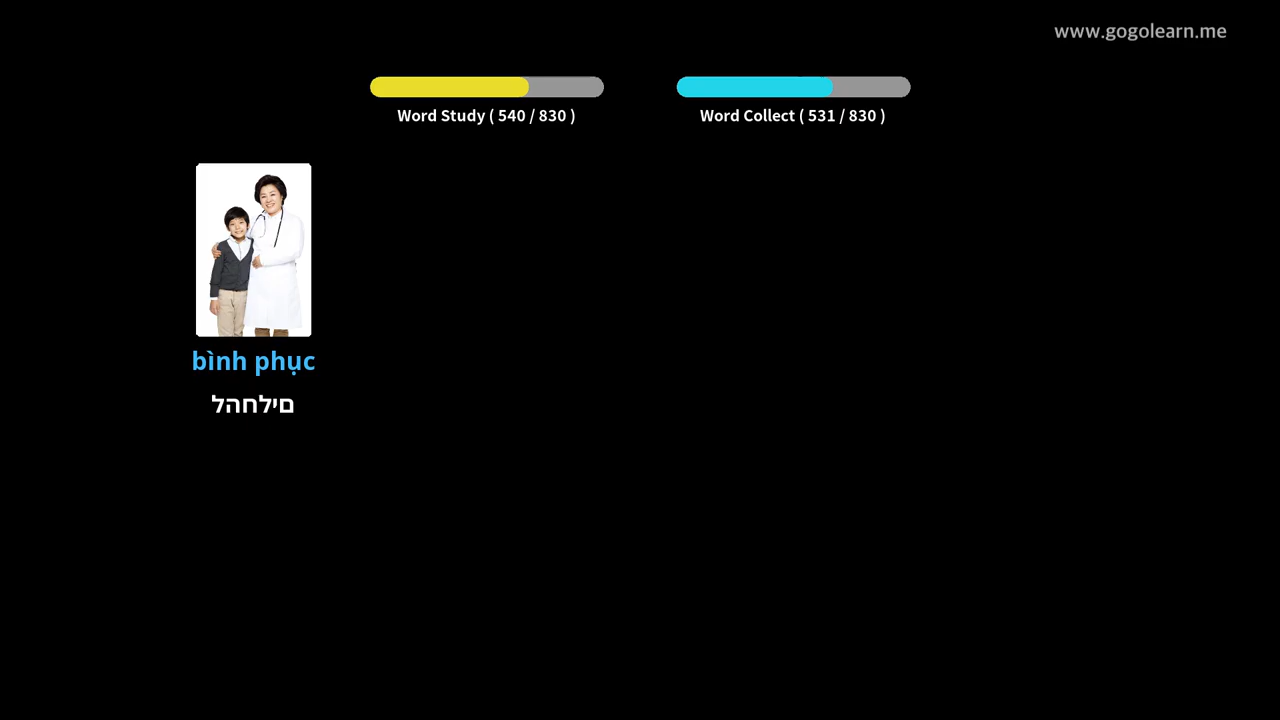 www.gogolearn.me
Word Study ( 540 / 830 )
Word Collect ( 531 / 830 )
bình phục
להחלים